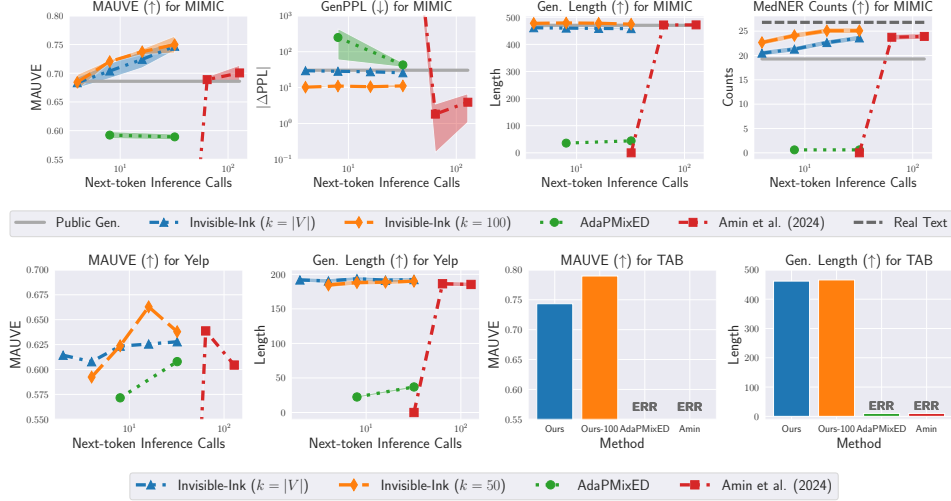 MAUVE (↑) for MIMIC
0.80
0.75
0.70
0.65
0.60
0.55
MAUVE
10¹
10²
Next-token Inference Calls
GenPPL (↓) for MIMIC
10³
10²
10¹
10⁰
10⁻¹
|ΔPPL|
10¹
10²
Next-token Inference Calls
Gen. Length (↑) for MIMIC
500
400
300
200
100
0
Length
10¹
10²
Next-token Inference Calls
MedNER Counts (↑) for MIMIC
25
20
15
10
5
0
Counts
10¹
10²
Next-token Inference Calls
Public Gen.
Invisible-Ink (k = |V|)
Invisible-Ink (k = 100)
AdaPMixED
Amin et al. (2024)
Real Text
MAUVE (↑) for Yelp
0.700
0.675
0.650
0.625
0.600
0.575
0.550
MAUVE
10¹
10²
Next-token Inference Calls
Gen. Length (↑) for Yelp
200
150
100
50
0
Length
10¹
10²
Next-token Inference Calls
MAUVE (↑) for TAB
0.80
0.75
0.70
0.65
0.60
0.55
MAUVE
ERR
ERR
Ours
Ours-100
AdaPMixED
Amin
Method
Gen. Length (↑) for TAB
500
400
300
200
100
0
Length
ERR
ERR
Ours
Ours-100
AdaPMixED
Amin
Method
Invisible-Ink (k = |V|)
Invisible-Ink (k = 50)
AdaPMixED
Amin et al. (2024)